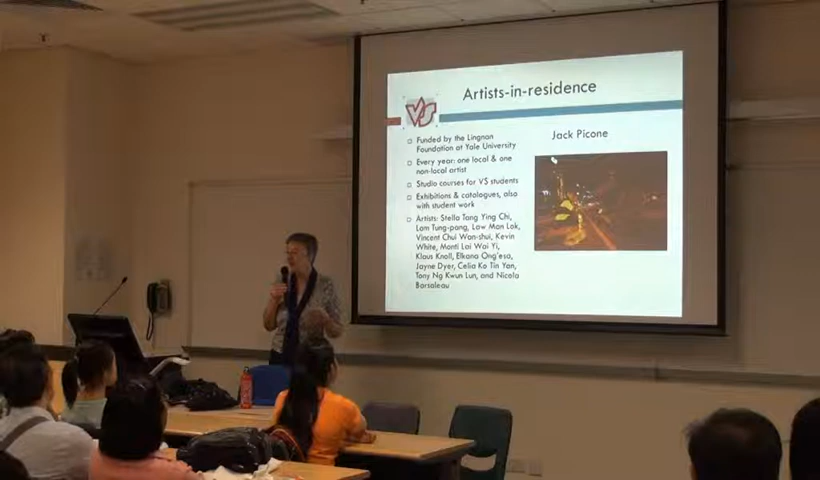 Artists-in-residence
VS
Funded by the Lingnan
Foundation at Yale University
Every year: one local & one
non-local artist
Studio courses for VS students
Exhibitions & catalogues, also
with student work
Artists: Stella Tang Ying Chi,
Lam Tung-pang, Law Man Lok,
Vincent Chui Wan-shui, Kevin
White, Monti Lai Wai Yi,
Klaus Knoll, Elkana Ong'esa,
Jayne Dyer, Celia Ko Tin Yan,
Tony Ng Kwun Lun, and Nicola
Barsaleau
Jack Picone